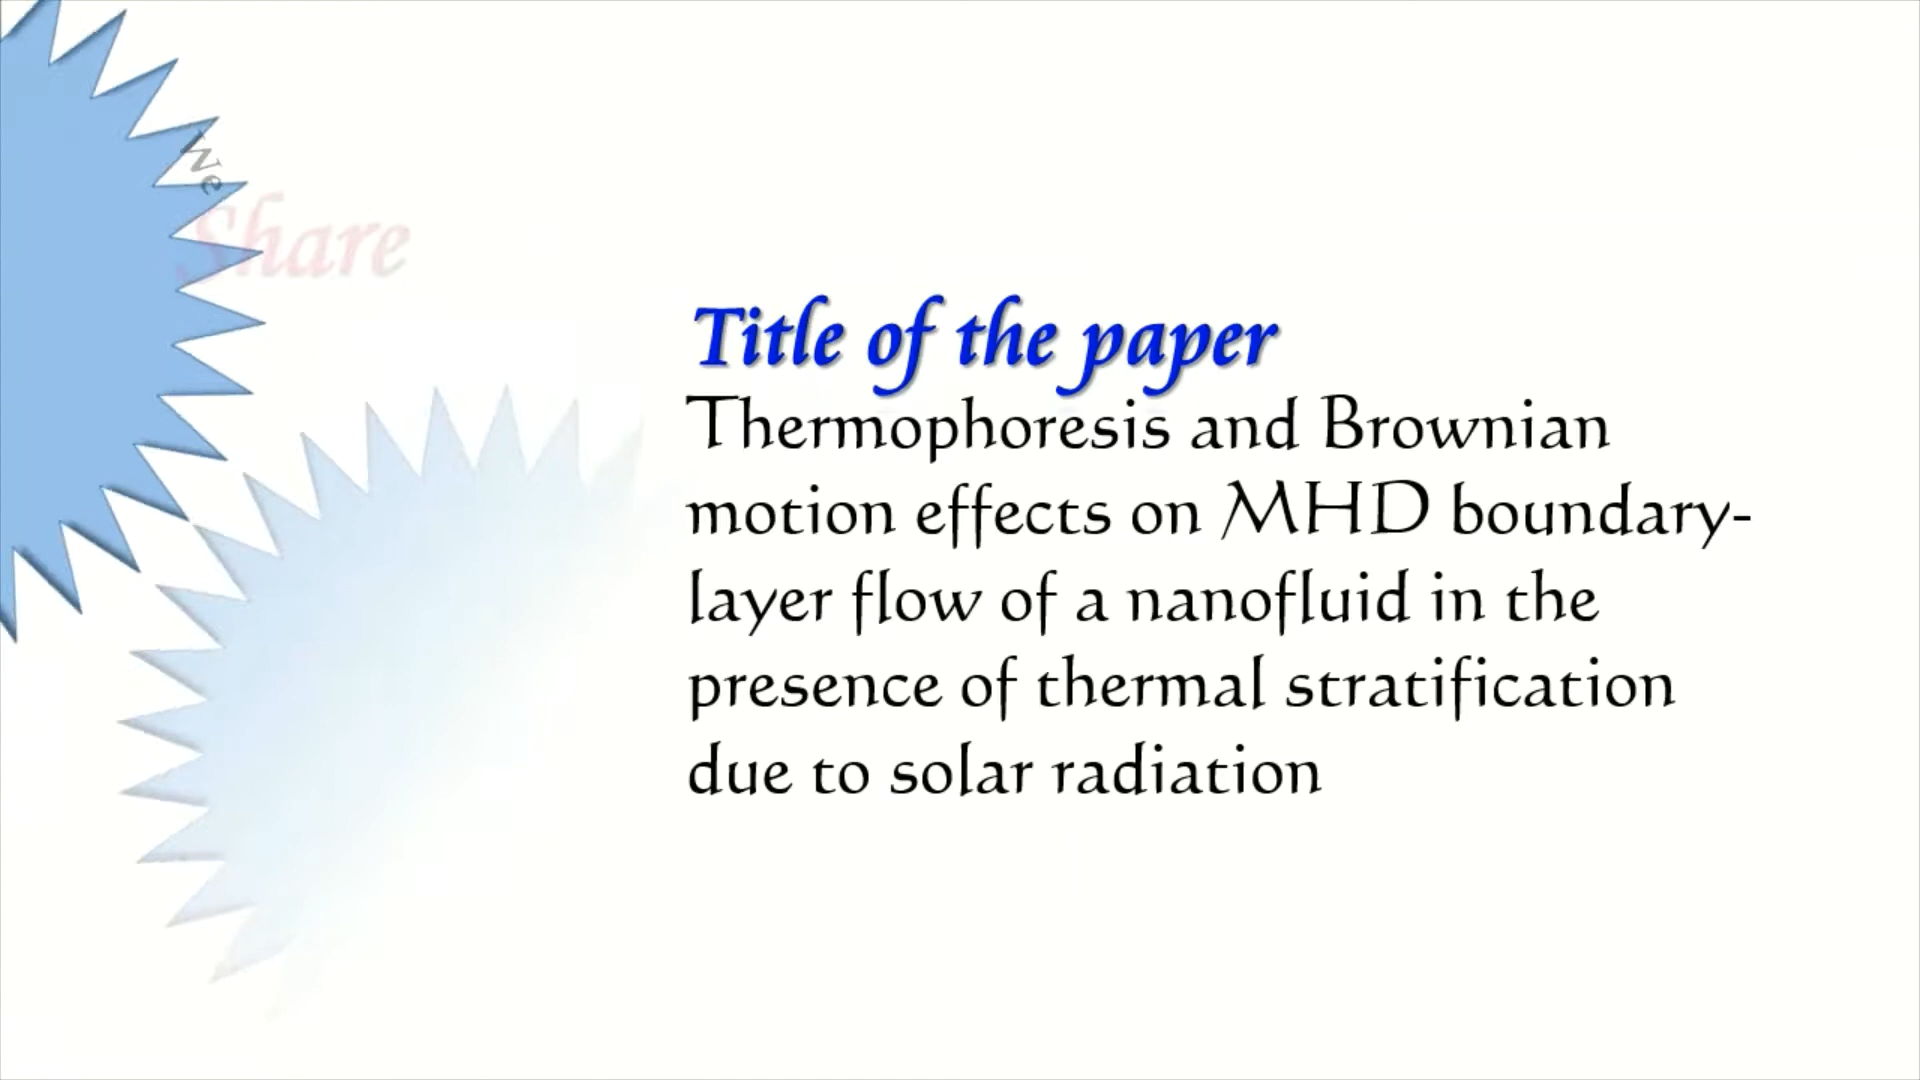 We
Share
Title of the paper
Thermophoresis and Brownian
motion effects on MHD boundary-
layer flow of a nanofluid in the
presence of thermal stratification
due to solar radiation